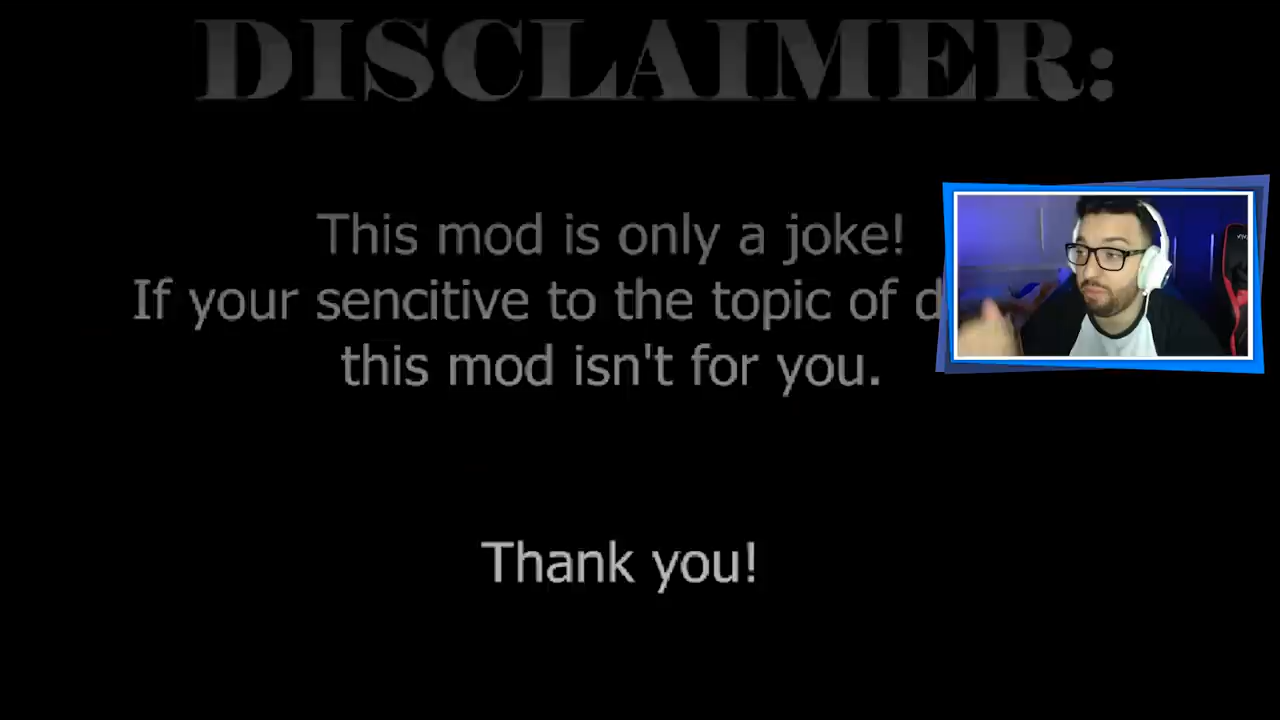 DISCLAIMER:
This mod is only a joke!
If your sencitive to the topic of
this mod isn't for you.
Thank you!